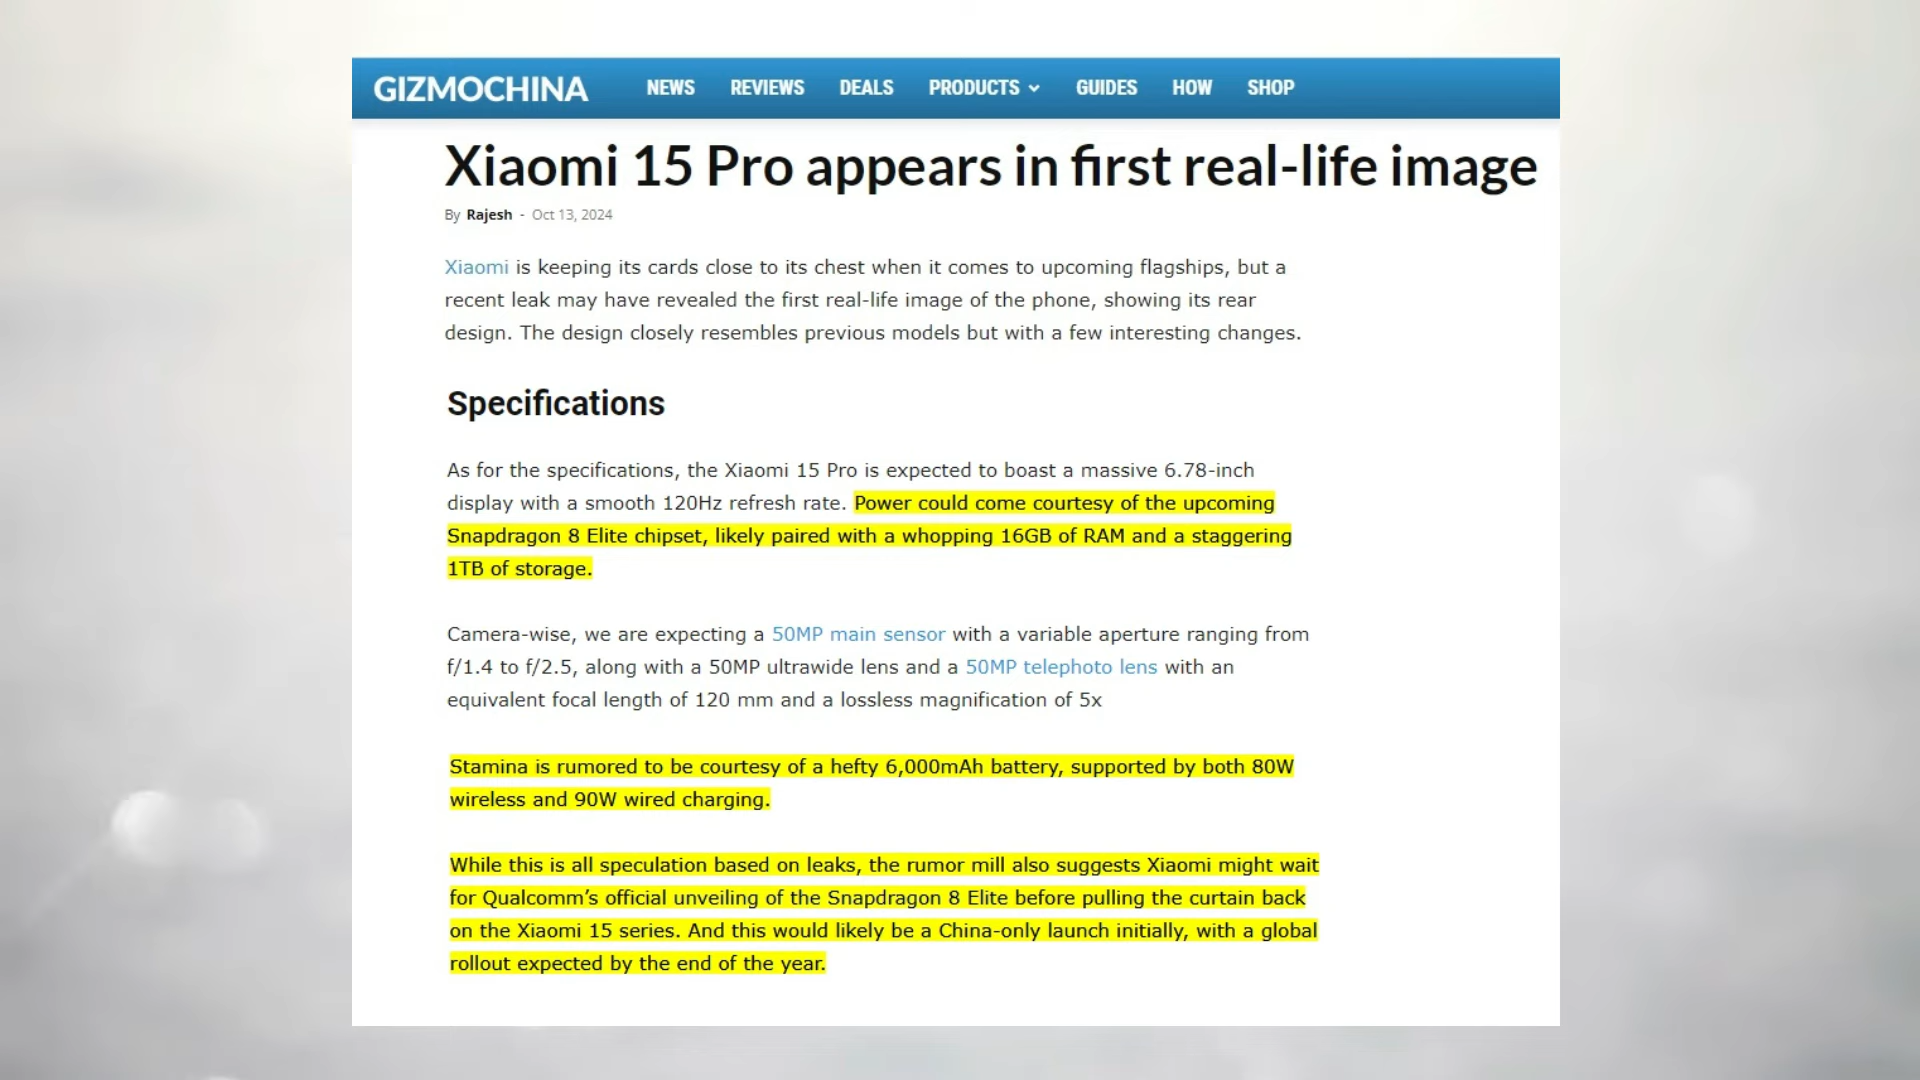 GIZMOCHINA NEWS REVIEWS DEALS PRODUCTS GUIDES HOW SHOP
Xiaomi 15 Pro appears in first real-life image
By Rajesh - Oct 13, 2024
Xiaomi is keeping its cards close to its chest when it comes to upcoming flagships, but a
recent leak may have revealed the first real-life image of the phone, showing its rear
design. The design closely resembles previous models but with a few interesting changes.
Specifications
As for the specifications, the Xiaomi 15 Pro is expected to boast a massive 6.78-inch
display with a smooth 120Hz refresh rate. Power could come courtesy of the upcoming
Snapdragon 8 Elite chipset, likely paired with a whopping 16GB of RAM and a staggering
1TB of storage.
Camera-wise, we are expecting a 50MP main sensor with a variable aperture ranging from
f/1.4 to f/2.5, along with a 50MP ultrawide lens and a 50MP telephoto lens with an
equivalent focal length of 120 mm and a lossless magnification of 5x
Stamina is rumored to be courtesy of a hefty 6,000mAh battery, supported by both 80W
wireless and 90W wired charging.
While this is all speculation based on leaks, the rumor mill also suggests Xiaomi might wait
for Qualcomm’s official unveiling of the Snapdragon 8 Elite before pulling the curtain back
on the Xiaomi 15 series. And this would likely be a China-only launch initially, with a global
rollout expected by the end of the year.